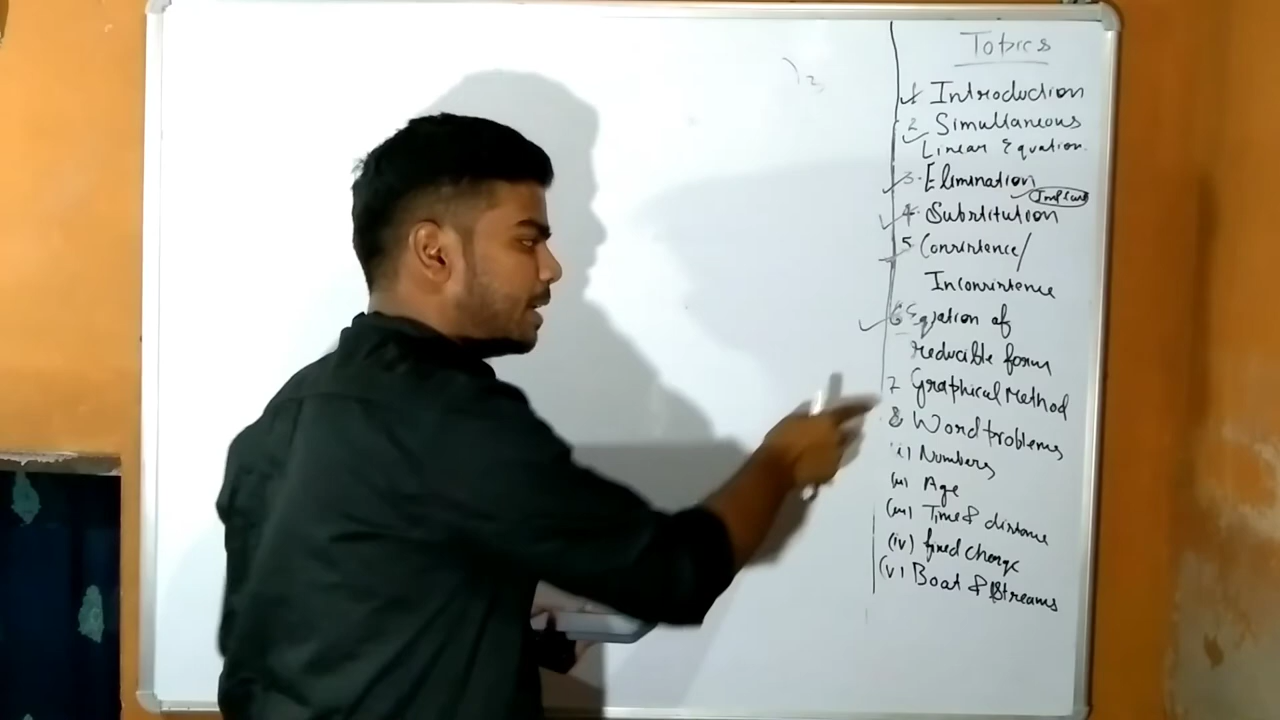 Topics
1. Introduction
2. Simultaneous
Linear Equation.
3. Elimination
4. Substitution
5. Consistence/
Inconsistence
6 Equation of
reducible form
7 Graphical Method
8 Word problems
(i) Numbers
(ii) Age
(iii) Time & distance
(iv) fixed charge
(v) Boat & Streams